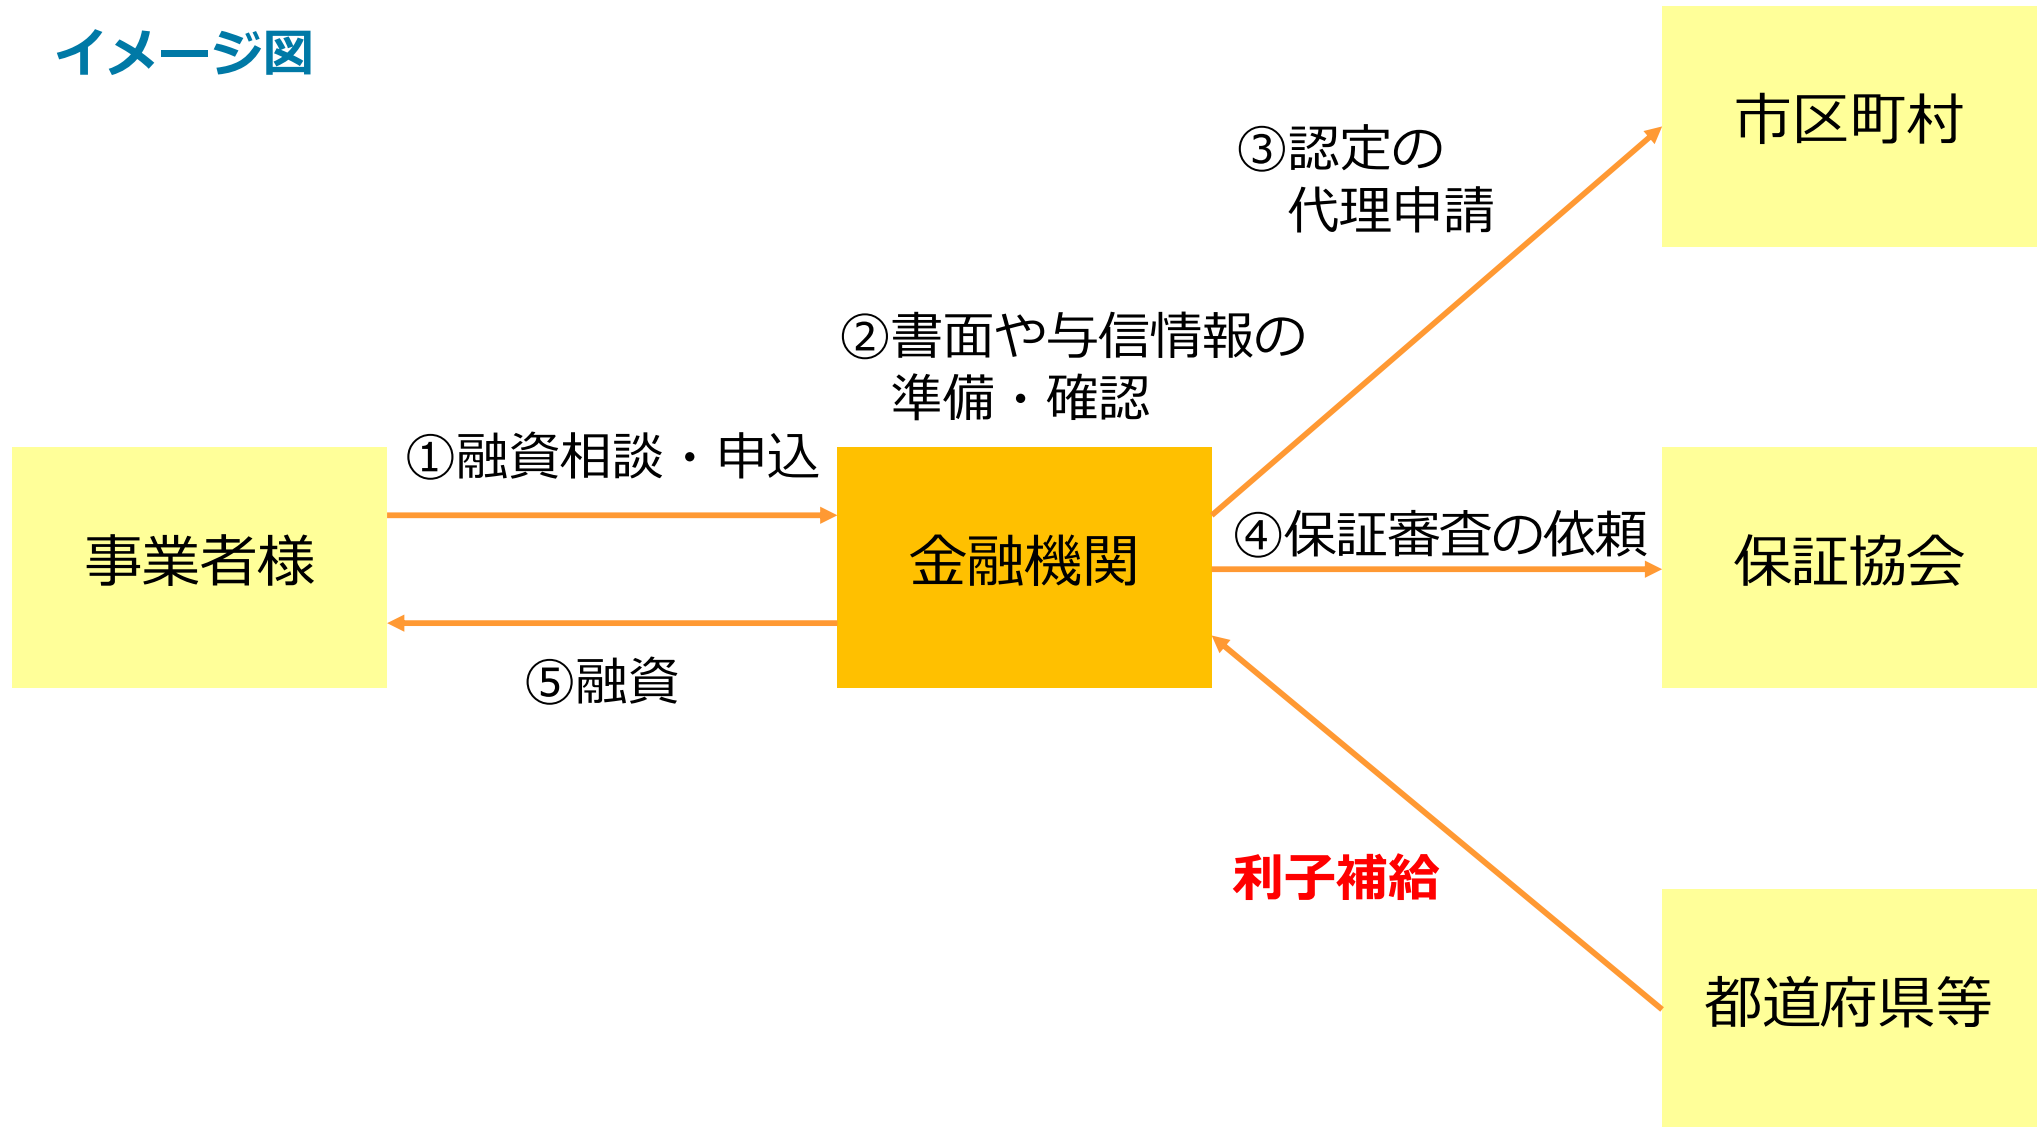 イメージ図
市区町村
③認定の
代理申請
②書面や与信情報の
準備・確認
①融資相談・申込
事業者様
金融機関
④保証審査の依頼
保証協会
⑤融資
利子補給
都道府県等